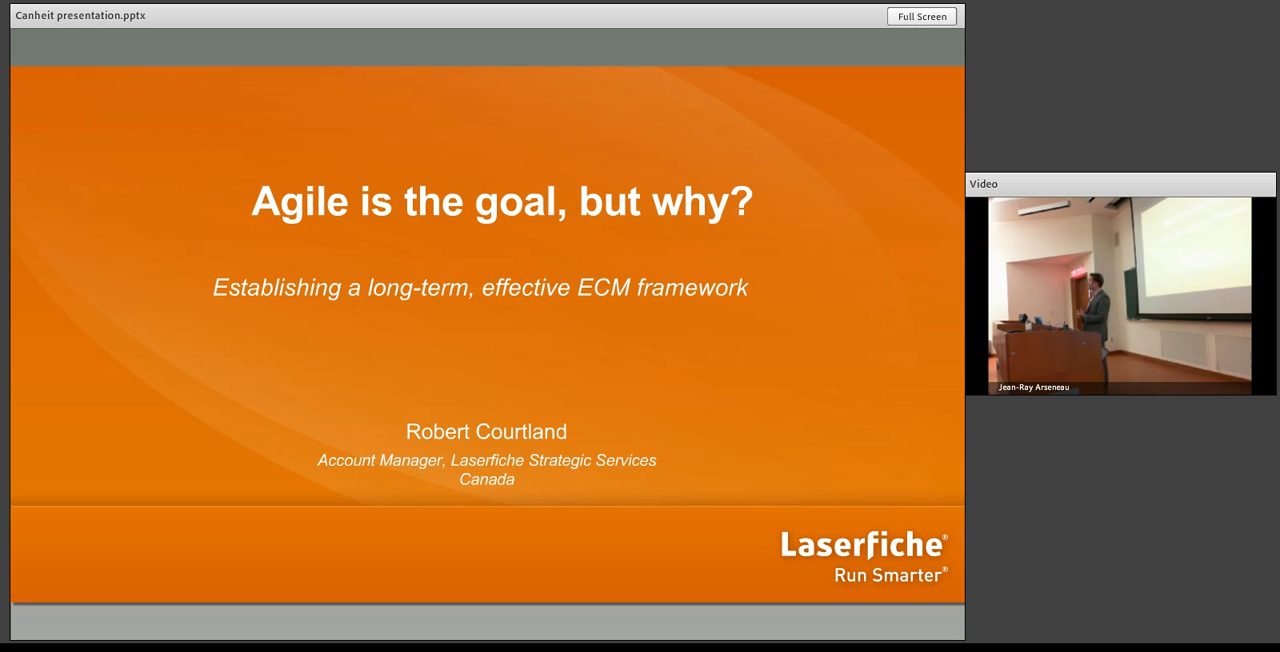 Canheit presentation.pptx
Full Screen
Agile is the goal, but why?
Establishing a long-term, effective ECM framework
Robert Courtland
Account Manager, Laserfiche Strategic Services
Canada
Laserfiche®
Run Smarter®
Video
Jean-Ray Arseneau